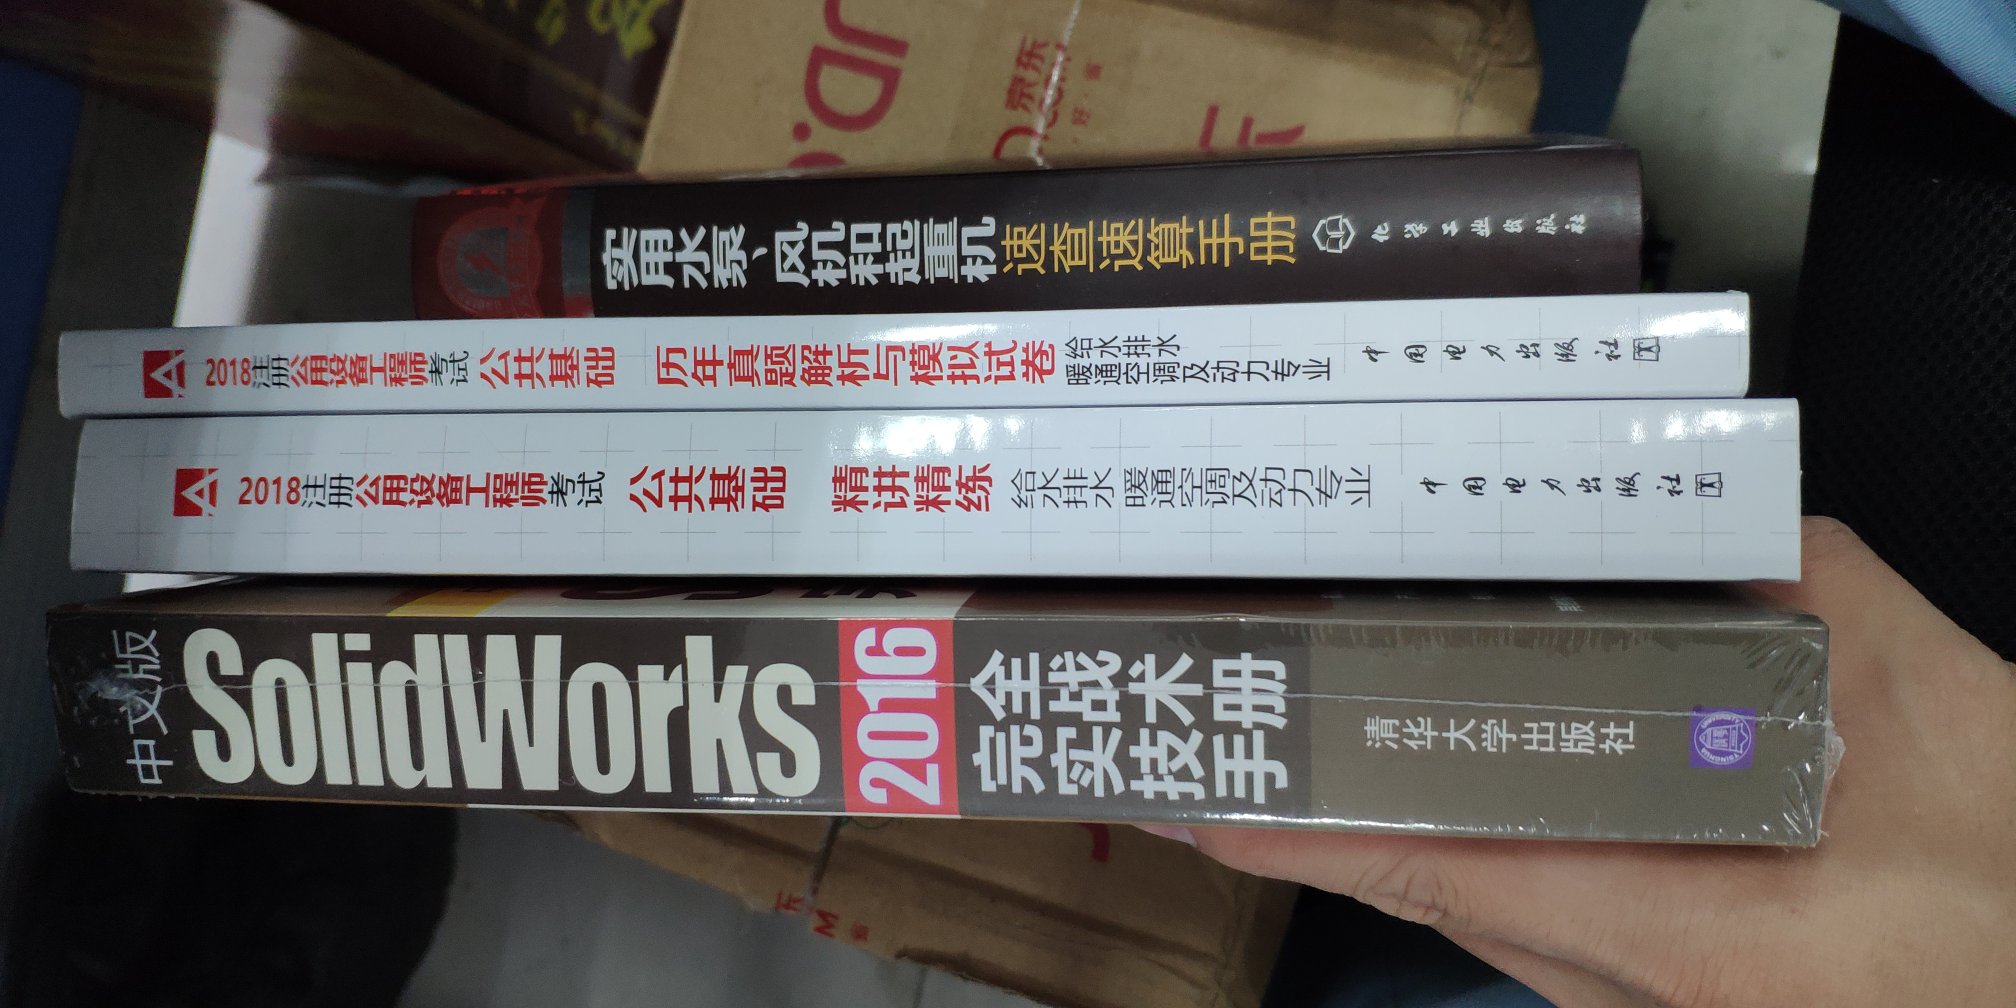 JD.
京东
实用水泵、风机和起重机速查速算手册 化学工业出版社
2018注册公用设备工程师考试 公共基础 历年真题解析与模拟试卷 给水排水 暖通空调及动力专业 中国电力出版社
2018注册公用设备工程师考试 公共基础 精讲精练 给水排水 暖通空调及动力专业 中国电力出版社
中文版 SolidWorks 2016 完全实战技术手册 清华大学出版社